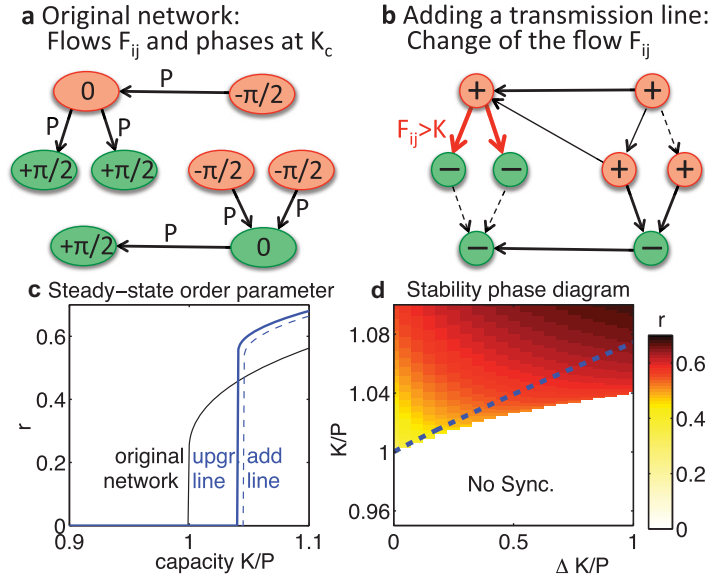 a Original network:
Flows F_ij and phases at K_c
b Adding a transmission line:
Change of the flow F_ij
0
P
-π/2
P
P
+π/2
+π/2
-π/2
-π/2
P
P
+π/2
P
0
+
+
F_ij>K
−
−
+
+
−
−
c Steady−state order parameter
r
0.6
0.4
0.2
0
original
network
upgr.
line
add
line
0.9
1
1.1
capacity K/P
d Stability phase diagram
K/P
1.08
1.04
1
0.96
No Sync.
0
0.5
1
Δ K/P
r
0.6
0.4
0.2
0